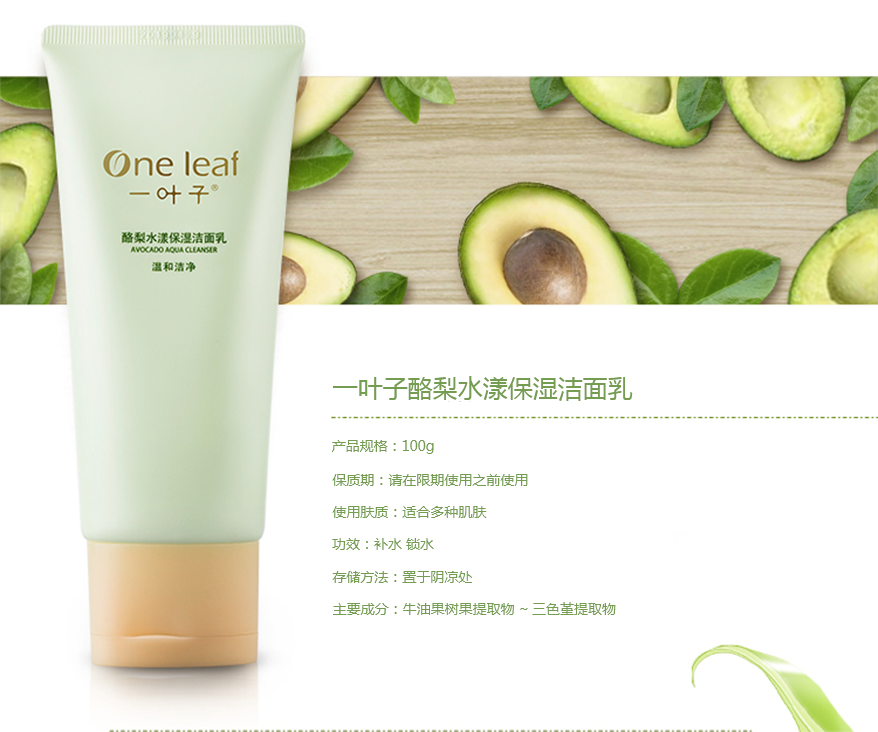 One leaf
一叶子®
酪梨水漾保湿洁面乳
AVOCADO AQUA CLEANSER
温和洁净
一叶子酪梨水漾保湿洁面乳
产品规格：100g
保质期：请在限期使用之前使用
使用肤质：适合多种肌肤
功效：补水 锁水
存储方法：置于阴凉处
主要成分：牛油果树果提取物 ~ 三色堇提取物